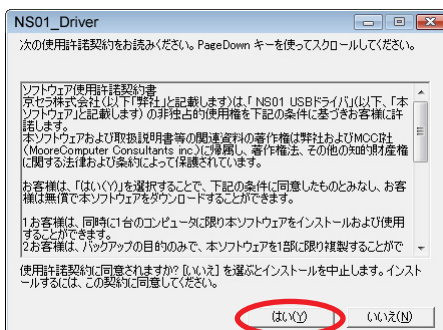 NS01_Driver
次の使用許諾契約をお読みください。PageDown キーを使ってスクロールしてください。
ソフトウェア使用許諾契約書
京セラ株式会社(以下「弊社」と記載します)は、「NS01 USBドライバ」(以下、「本
ソフトウェア」と記載します) の非独占的使用権を下記の条件に基づきお客様に許
諾します。
本ソフトウェアおよび取扱説明書等の関連資料の著作権は弊社およびMCCI社
(MooreComputer Consultants inc.)に帰属し、著作権法、その他の知的財産権
に関する法律および条約によって保護されています。
お客様は、「はい(Y)」を選択することで、下記の条件に同意したものとみなし、お客
様は無償で本ソフトウェアをダウンロードすることができます。
1お客様は、同時に1台のコンピュータに限り本ソフトウェアをインストールおよび使用
することができます。
2お客様は、バックアップの目的のみで、本ソフトウェアを1部に限り複製することがで
使用許諾契約に同意されますか? [いいえ] を選ぶとインストールを中止します。インスト
ールするには、この契約に同意してください。
はい(Y)
いいえ(N)